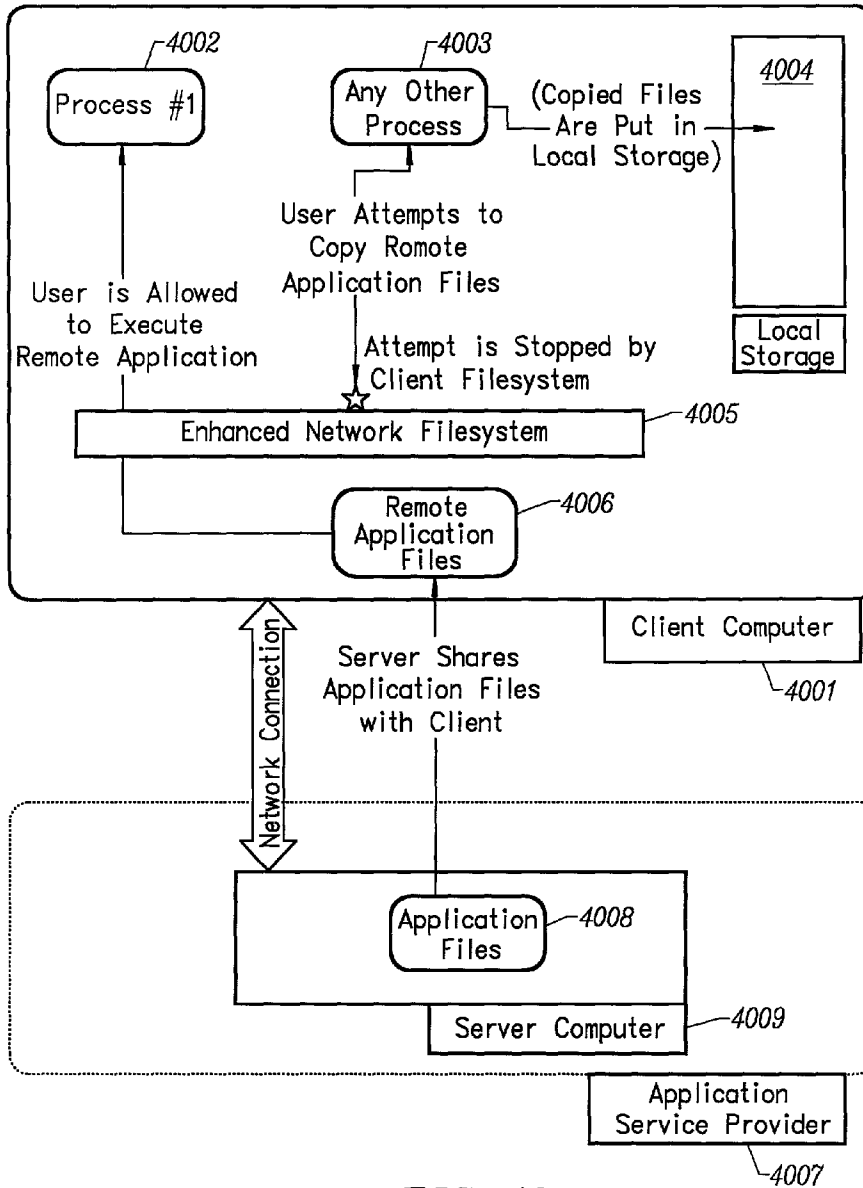 4002
Process #1
4003
Any Other
Process
(Copied Files
Are Put in
Local Storage)
4004
User Attempts to
Copy Romote
Application Files
User is Allowed
to Execute
Remote Application
Attempt is Stopped by
Client Filesystem
Local
Storage
Enhanced Network Filesystem
4005
Remote
Application
Files
4006
Client Computer
4001
Network Connection
Server Shares
Application Files
with Client
Application
Files
4008
Server Computer
4009
Application
Service Provider
4007